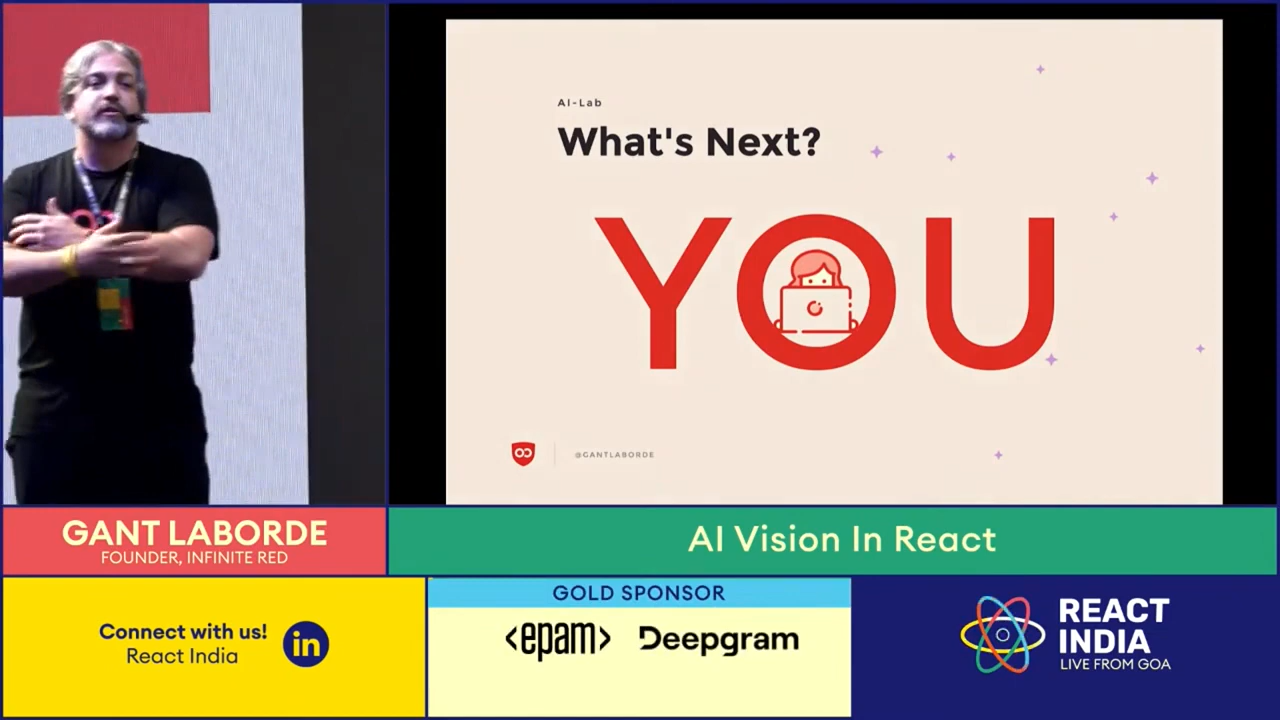 AI-Lab
What's Next?
YOU
@GANTLABORDE
GANT LABORDE
FOUNDER, INFINITE RED
AI Vision In React
Connect with us!
React India
in
GOLD SPONSOR
<epam>
Deepgram
REACT
INDIA
LIVE FROM GOA